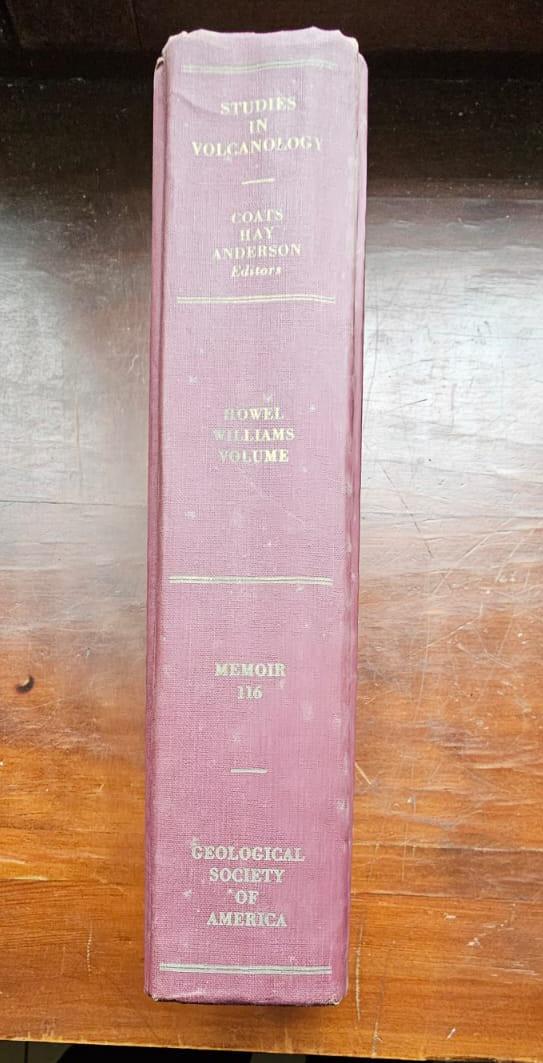 STUDIES
IN
VOLCANOLOGY
COATS
HAY
ANDERSON
Editors
HOWEL
WILLIAMS
VOLUME
MEMOIR
116
GEOLOGICAL
SOCIETY
OF
AMERICA